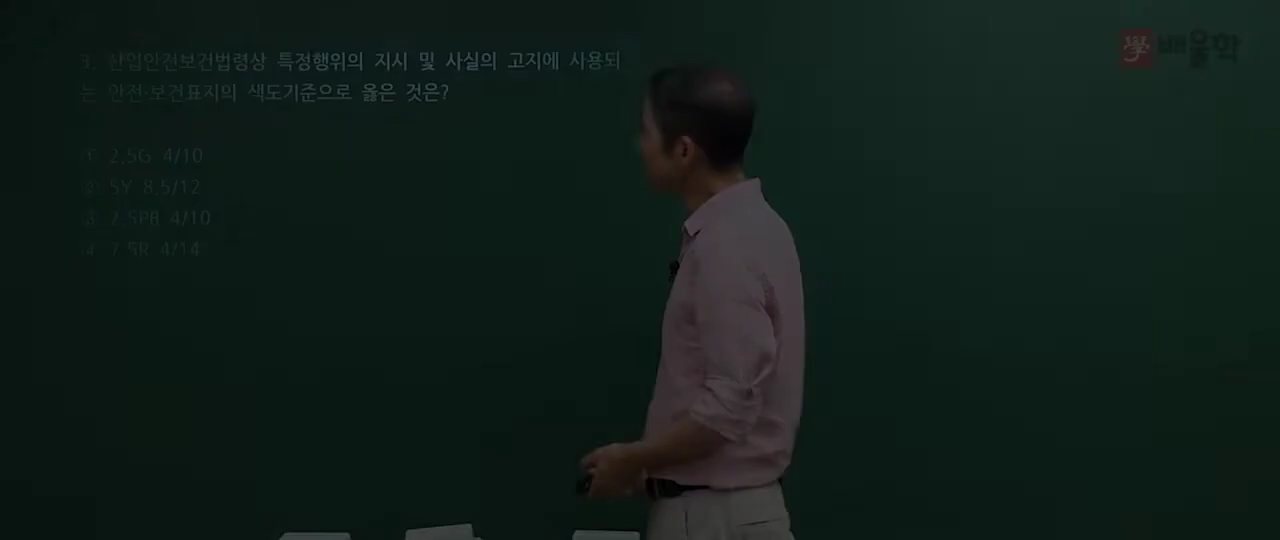 3. 산업안전보건법령상 특정행위의 지시 및 사실의 고지에 사용되
는 안전·보건표지의 색도기준으로 옳은 것은?
① 2.5G 4/10
② 5Y 8.5/12
③ 2.5PB 4/10
④ 7.5R 4/14
學 배울학